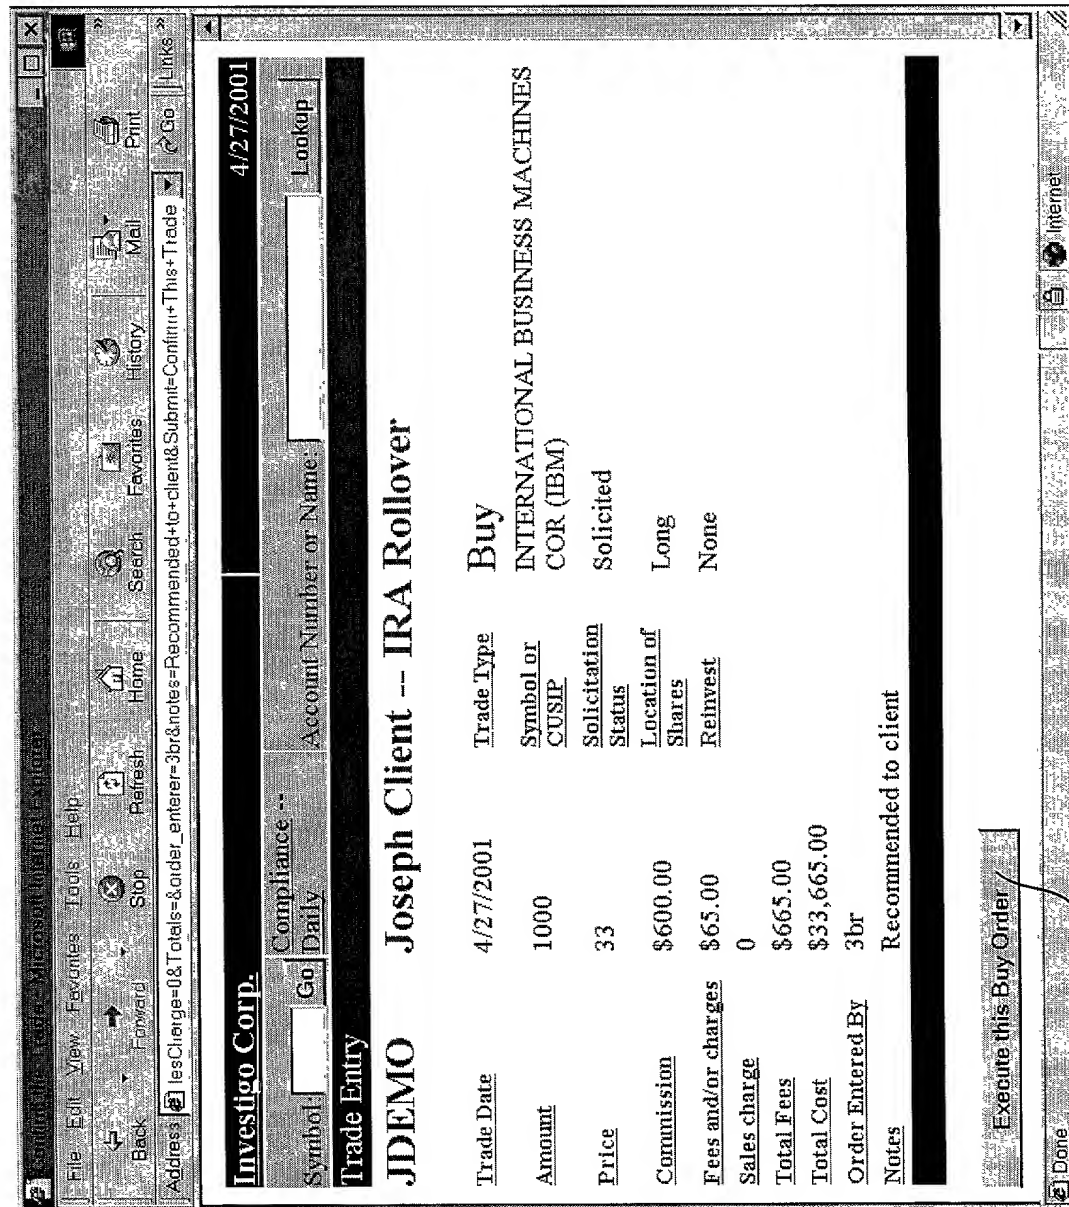 Confirm the Trade - Microsoft Internet Explorer
File Edit View Favorites Tools Help
Back Forward Stop Refresh Home Search Favorites History Mail Print
Address lesCharge=0&Totals=&order_enterer=3br&notes=Recommended+to+client&Submit=Confirm+This+Trade Go Links »
Investigo Corp. 4/27/2001
Symbol: Go Compliance -- Daily Account Number or Name: Lookup
Trade Entry
JDEMO Joseph Client -- IRA Rollover
Trade Date 4/27/2001 Trade Type Buy
Amount 1000 Symbol or CUSIP INTERNATIONAL BUSINESS MACHINES COR (IBM)
Price 33 Solicitation Status Solicited
Commission $600.00 Location of Shares Long
Fees and/or charges $65.00 Reinvest None
Sales charge 0
Total Fees $665.00
Total Cost $33,665.00
Order Entered By 3br
Notes Recommended to client
Execute this Buy Order
Done Internet